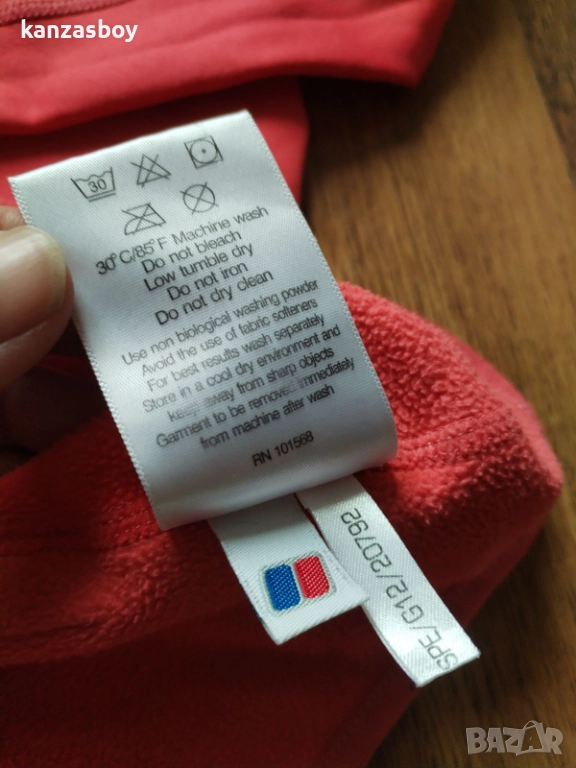 kanzasboy
30
30°C/85°F Machine wash
Do not bleach
Low tumble dry
Do not iron
Do not dry clean
Use non biological washing powder
Avoid the use of fabric softeners
For best results wash separately
Store in a cool dry environment and
keep away from sharp objects
Garment to be removed immediately
from machine after wash
RN 101568
SPE/G12/20792
BAZAR